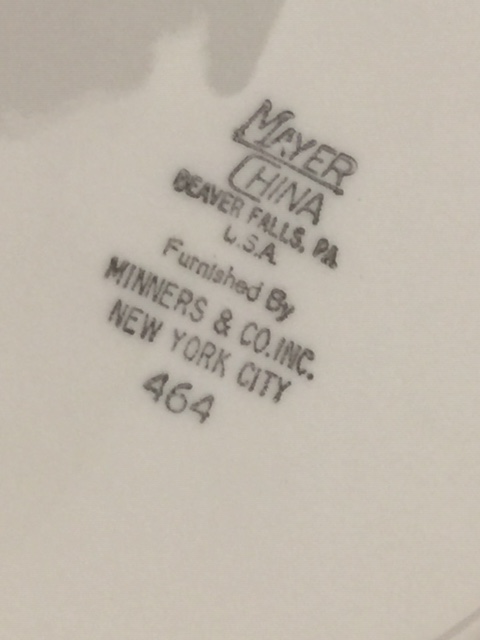 MAYER
CHINA
BEAVER FALLS, PA
U.S.A.
Furnished By
MINNERS & CO.INC.
NEW YORK CITY
464